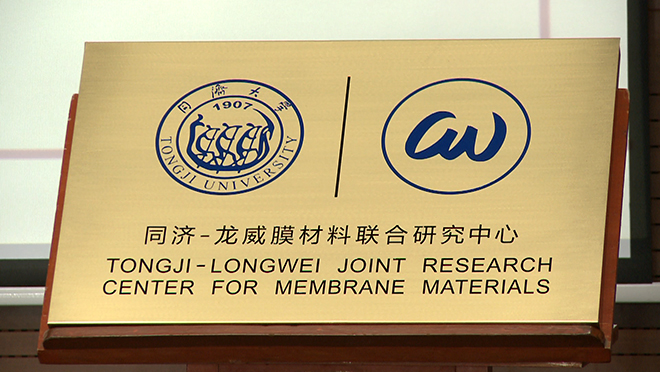 同濟大學
1907
TONGJI UNIVERSITY
同济-龙威膜材料联合研究中心
TONGJI-LONGWEI JOINT RESEARCH
CENTER FOR MEMBRANE MATERIALS